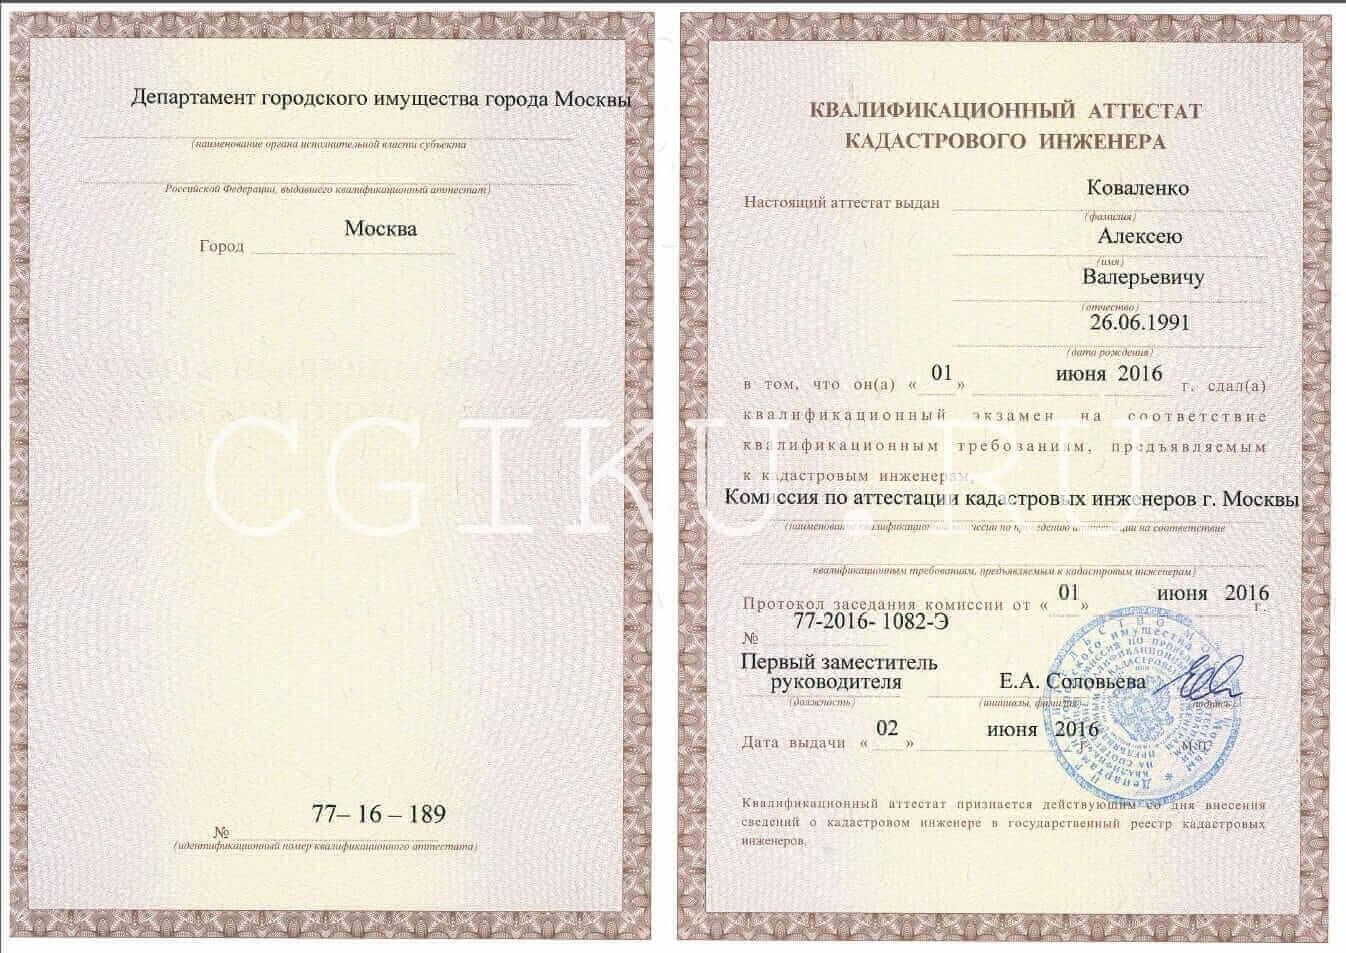 Департамент городского имущества города Москвы
(наименование органа исполнительной власти субъекта
Российской Федерации, выдавшего квалификационный аттестат)
Город Москва
№ 77– 16 – 189
(идентификационный номер квалификационного аттестата)
КВАЛИФИКАЦИОННЫЙ АТТЕСТАТ
КАДАСТРОВОГО ИНЖЕНЕРА
Настоящий аттестат выдан Коваленко
(фамилия)
Алексею
(имя)
Валерьевичу
(отчество)
26.06.1991
(дата рождения)
в том, что он(а) « 01 » июня 2016 г. сдал(а)
квалификационный экзамен на соответствие
квалификационным требованиям, предъявляемым
к кадастровым инженерам,
Комиссия по аттестации кадастровых инженеров г. Москвы
(наименование квалификационной комиссии по проведению аттестации на соответствие
квалификационным требованиям, предъявляемым к кадастровым инженерам)
Протокол заседания комиссии от « 01 » июня 2016 г.
№ 77-2016- 1082-Э
Первый заместитель
руководителя Е.А. Соловьева
(должность) (инициалы, фамилия) (подпись)
Дата выдачи « 02 » июня 2016 г. М.П.
Квалификационный аттестат признается действующим со дня внесения
сведений о кадастровом инженере в государственный реестр кадастровых
инженеров.
CGIKU.RU